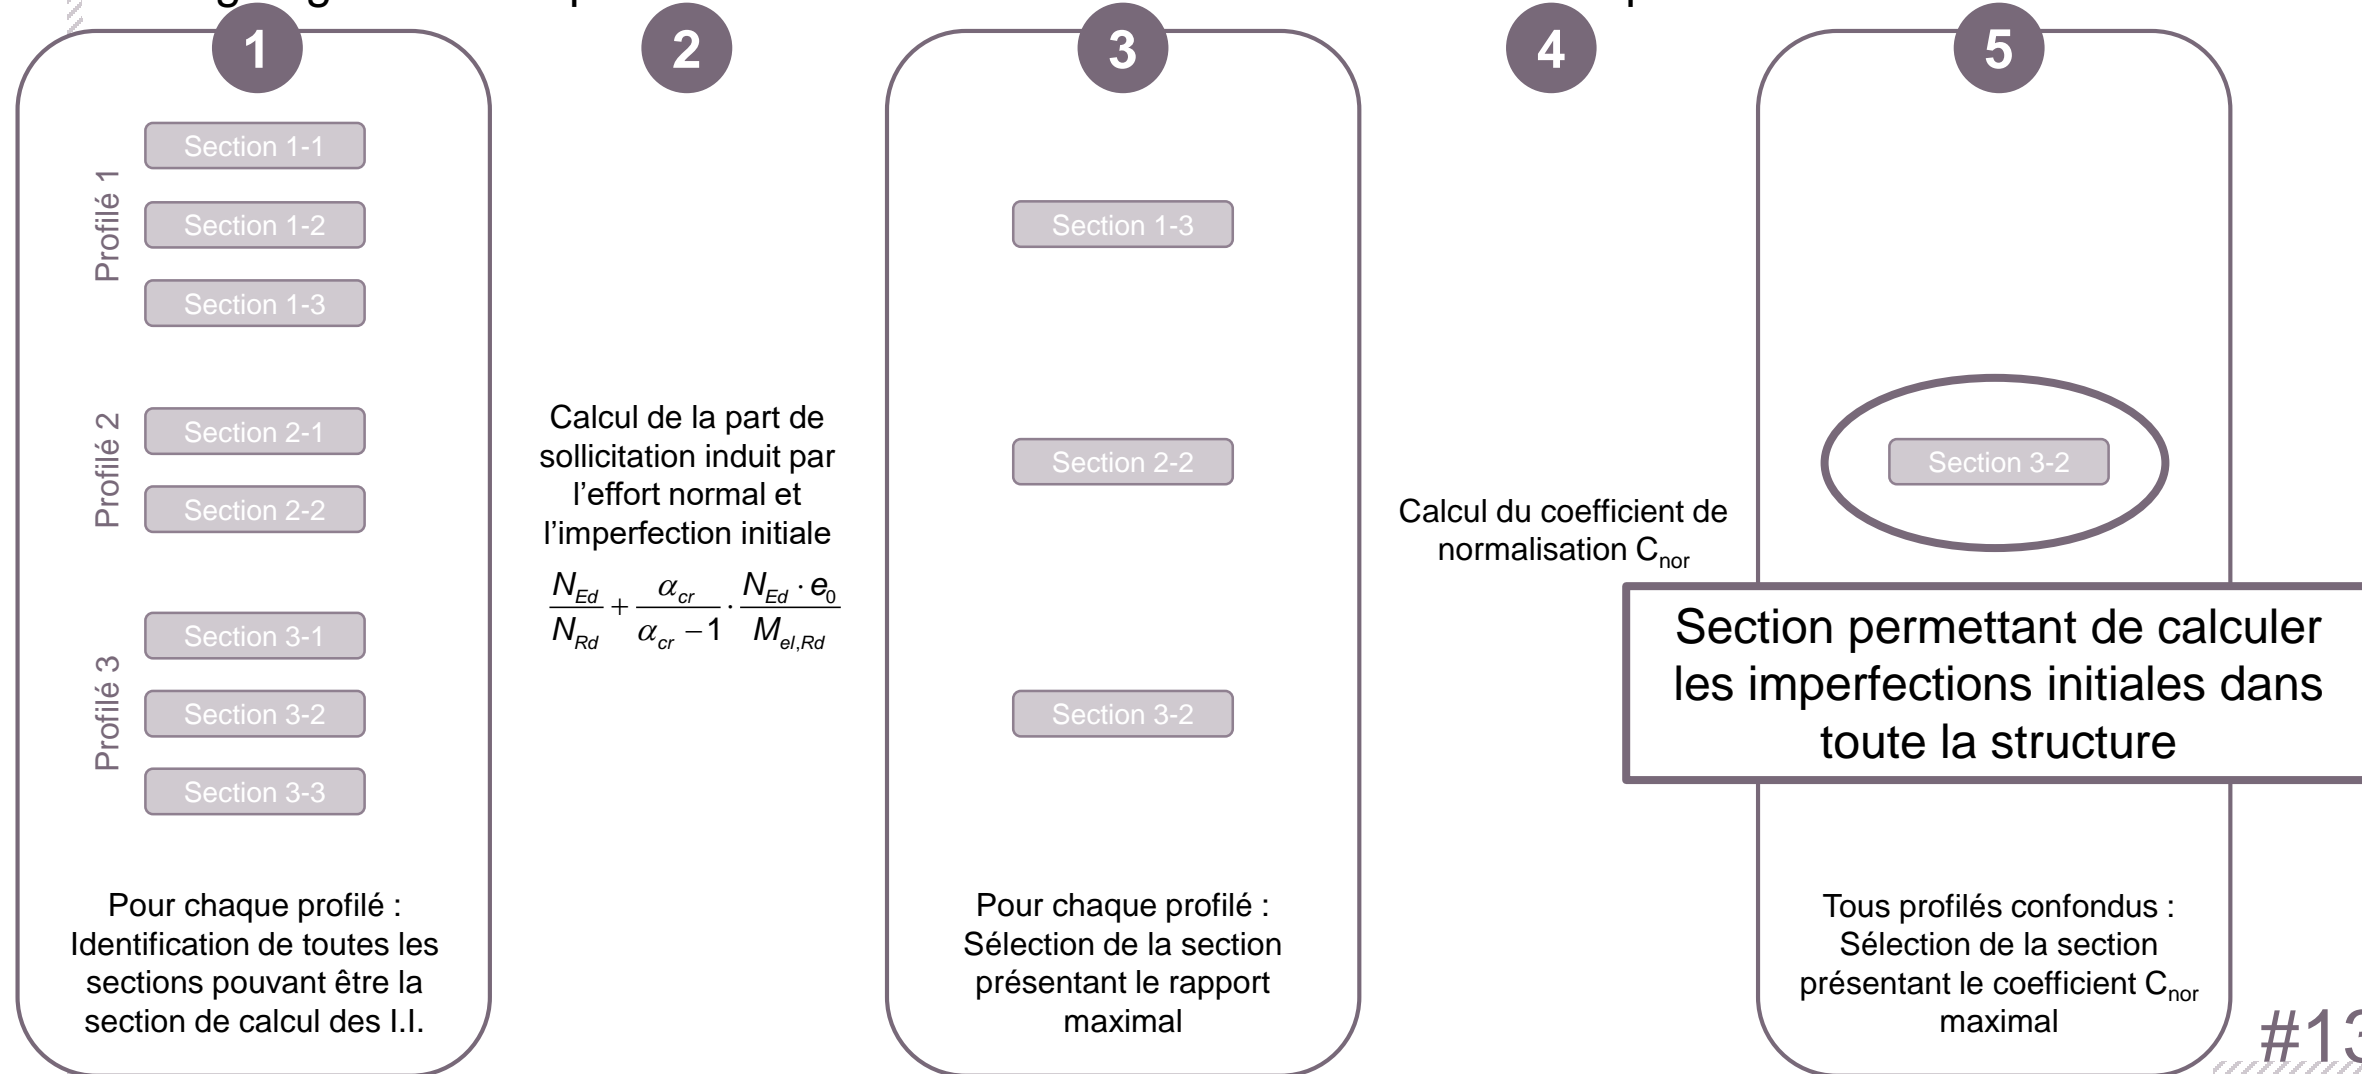 1
2
3
4
5
Profilé 1
Section 1-1
Section 1-2
Section 1-3
Profilé 2
Section 2-1
Section 2-2
Profilé 3
Section 3-1
Section 3-2
Section 3-3
Pour chaque profilé :
Identification de toutes les
sections pouvant être la
section de calcul des I.I.
Calcul de la part de
sollicitation induit par
l'effort normal et
l'imperfection initiale
N_Ed / N_Rd + α_cr / (α_cr − 1) · N_Ed · e_0 / M_el,Rd
Section 1-3
Section 2-2
Section 3-2
Pour chaque profilé :
Sélection de la section
présentant le rapport
maximal
Calcul du coefficient de
normalisation C_nor
Section 3-2
Section permettant de calculer
les imperfections initiales dans
toute la structure
Tous profilés confondus :
Sélection de la section
présentant le coefficient C_nor
maximal